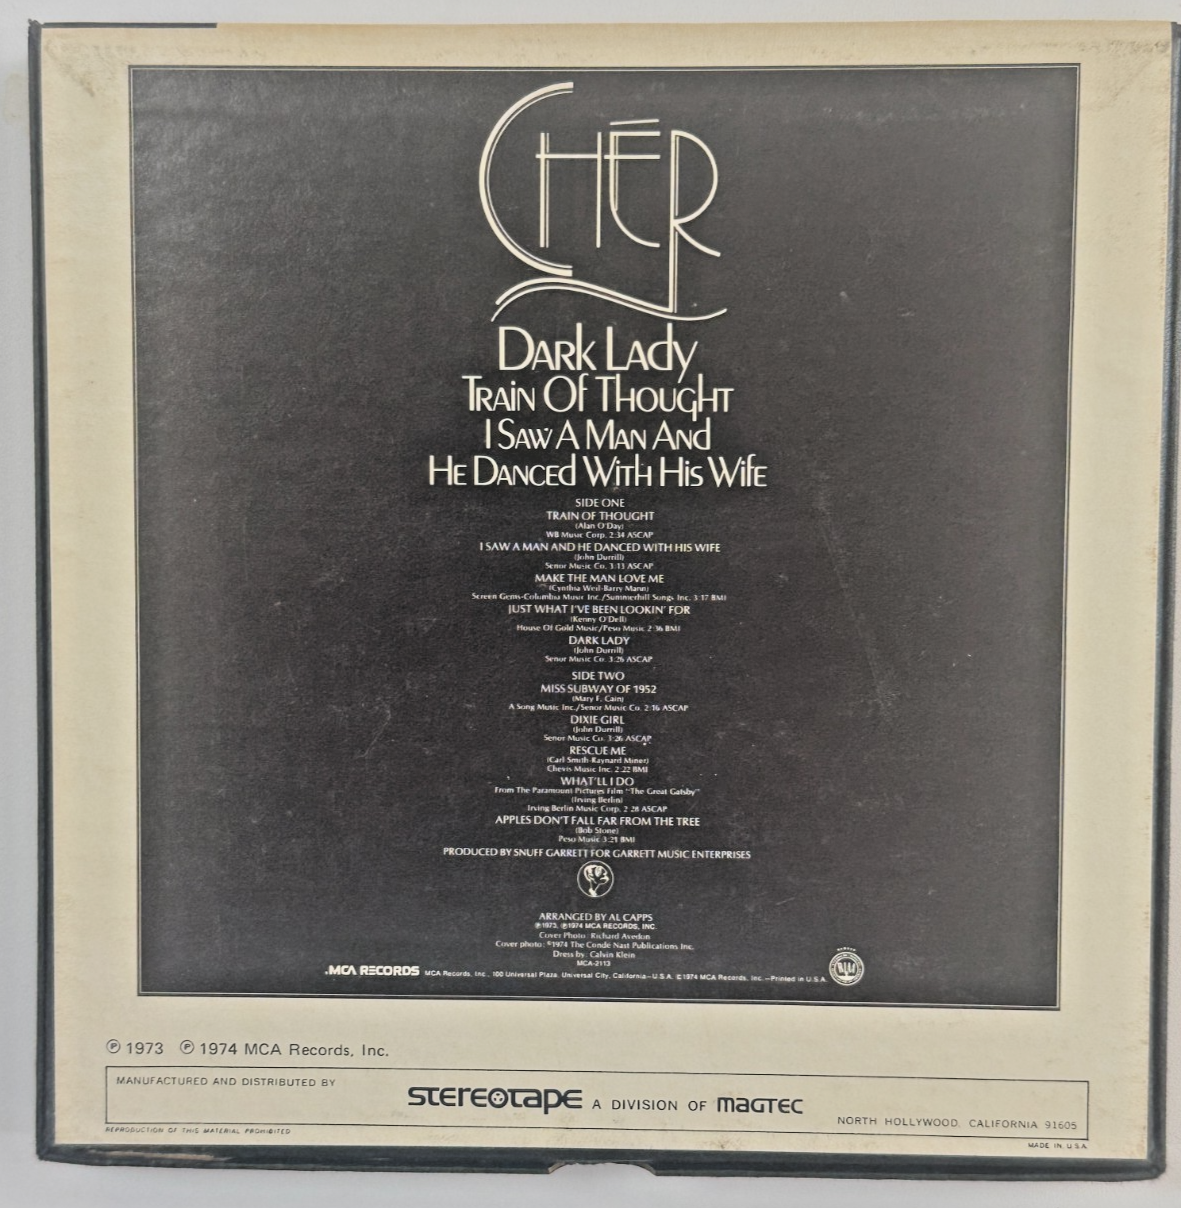 CHER
DARK LADY
TRAIN OF THOUGHT
I SAW A MAN AND
HE DANCED WITH HIS WIFE
SIDE ONE
TRAIN OF THOUGHT
(Alan O'Day)
WB Music Corp. 2:34 ASCAP
I SAW A MAN AND HE DANCED WITH HIS WIFE
(John Durrill)
Senor Music Co. 3:13 ASCAP
MAKE THE MAN LOVE ME
(Cynthia Weil-Barry Mann)
Screen Gems-Columbia Music Inc./Summerhill Songs Inc. 3:17 BMI
JUST WHAT I'VE BEEN LOOKIN' FOR
(Kenny O'Dell)
House Of Gold Music/Peso Music 2:36 BMI
DARK LADY
(John Durrill)
Senor Music Co. 3:26 ASCAP
SIDE TWO
MISS SUBWAY OF 1952
(Mary F. Cain)
A Song Music Inc./Senor Music Co. 2:16 ASCAP
DIXIE GIRL
(John Durrill)
Senor Music Co. 3:26 ASCAP
RESCUE ME
(Carl Smith-Raynard Miner)
Chevis Music Inc. 2:22 BMI
WHAT'LL I DO
From The Paramount Pictures Film "The Great Gatsby"
(Irving Berlin)
Irving Berlin Music Corp. 2:28 ASCAP
APPLES DON'T FALL FAR FROM THE TREE
(Bob Stone)
Peso Music 3:21 BMI
PRODUCED BY SNUFF GARRETT FOR GARRETT MUSIC ENTERPRISES
ARRANGED BY AL CAPPS
℗1973, ℗1974 MCA RECORDS, INC.
Cover Photo: Richard Avedon
Cover photo: ©1974 The Condé Nast Publications Inc.
Dress by: Calvin Klein
MCA-2113
.MCA RECORDS MCA Records, Inc., 100 Universal Plaza, Universal City, California-U.S.A. ©1974 MCA Records, Inc.-Printed in U.S.A.
℗ 1973 ℗ 1974 MCA Records, Inc.
MANUFACTURED AND DISTRIBUTED BY
stereotape A DIVISION OF MAGTEC
NORTH HOLLYWOOD, CALIFORNIA 91605
REPRODUCTION OF THIS MATERIAL PROHIBITED
MADE IN U.S.A.